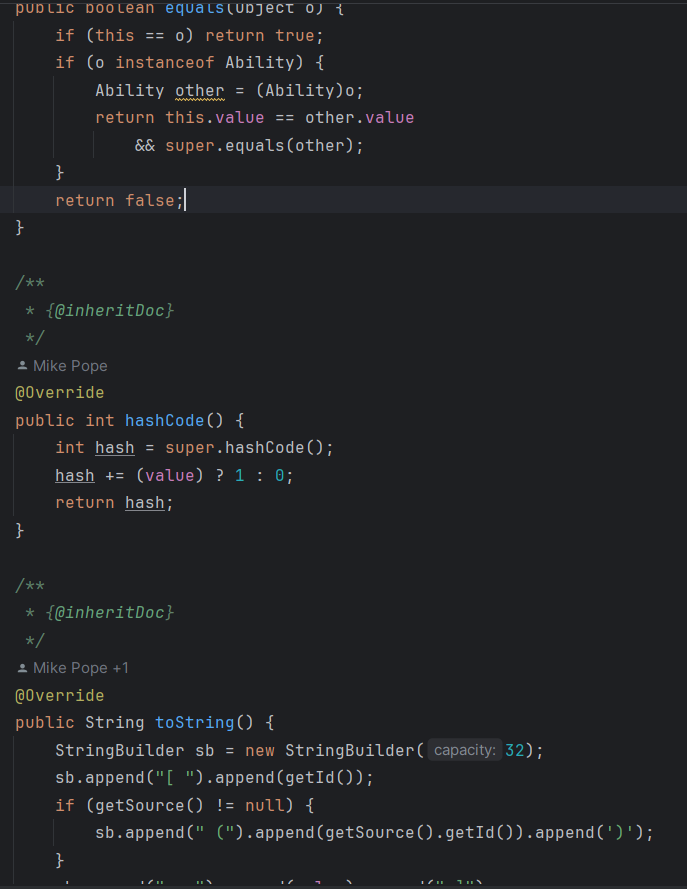 public boolean equals(Object o) {
if (this == o) return true;
if (o instanceof Ability) {
Ability other = (Ability)o;
return this.value == other.value
&& super.equals(other);
}
return false;
}
/**
* {@inheritDoc}
*/
Mike Pope
@Override
public int hashCode() {
int hash = super.hashCode();
hash += (value) ? 1 : 0;
return hash;
}
/**
* {@inheritDoc}
*/
Mike Pope +1
@Override
public String toString() {
StringBuilder sb = new StringBuilder( capacity: 32);
sb.append("[ ").append(getId());
if (getSource() != null) {
sb.append(" (").append(getSource().getId()).append(')');
}